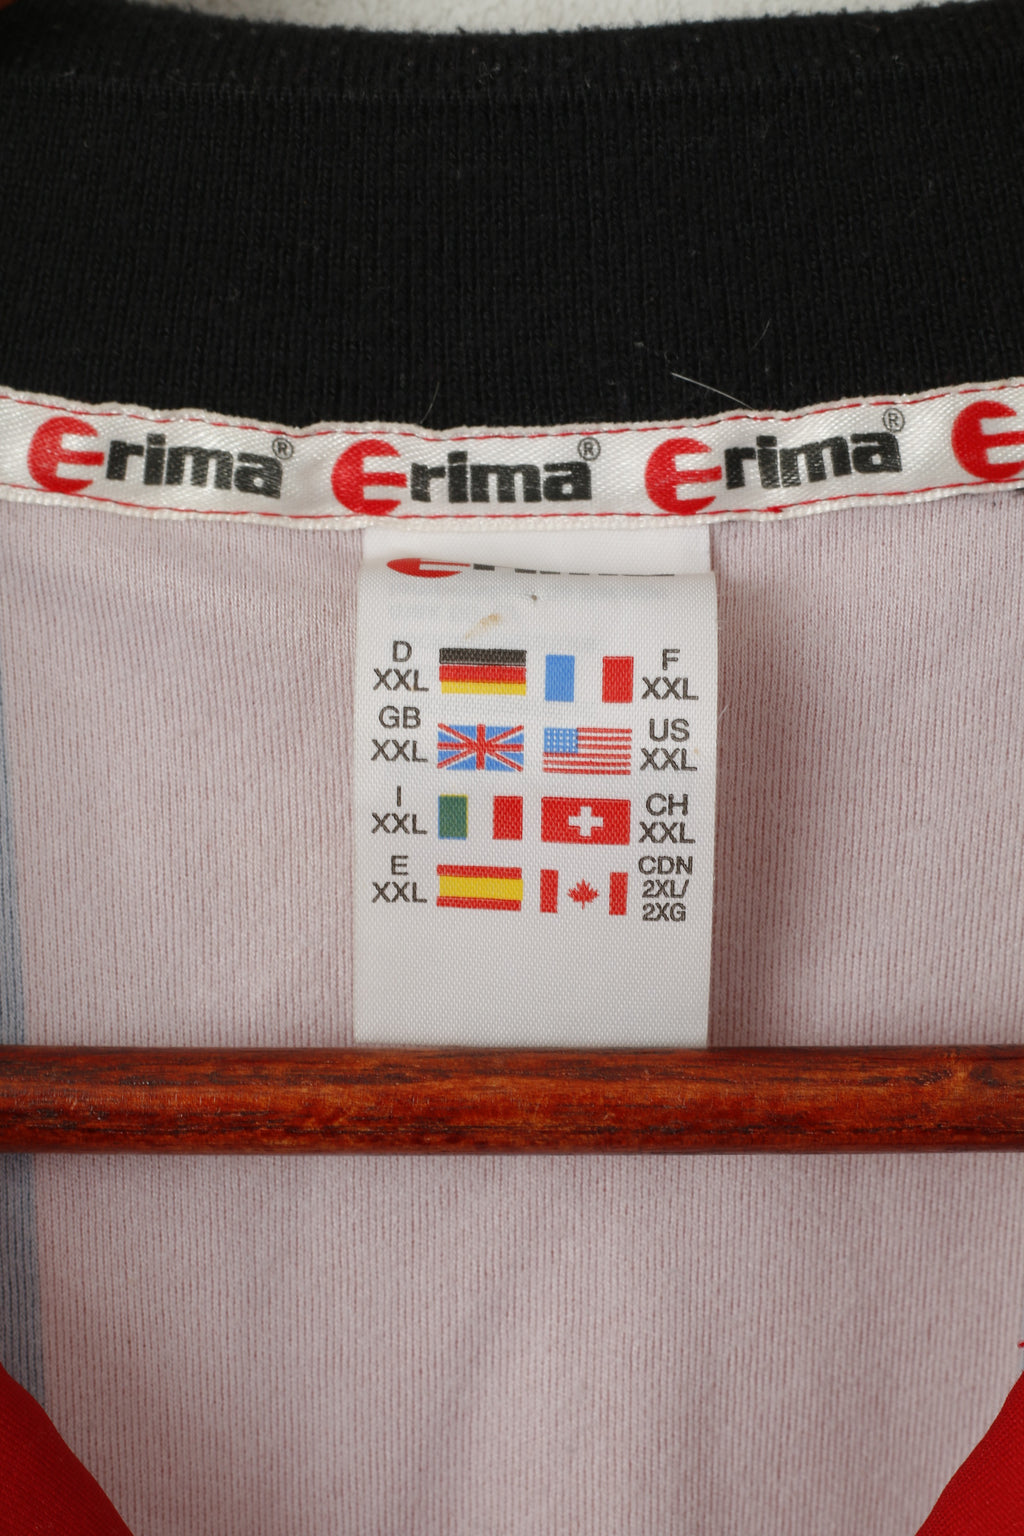 Erima® Erima® Erima®
D F
XXL XXL
GB US
XXL XXL
I CH
XXL XXL
E CDN
XXL 2XL/
2XG